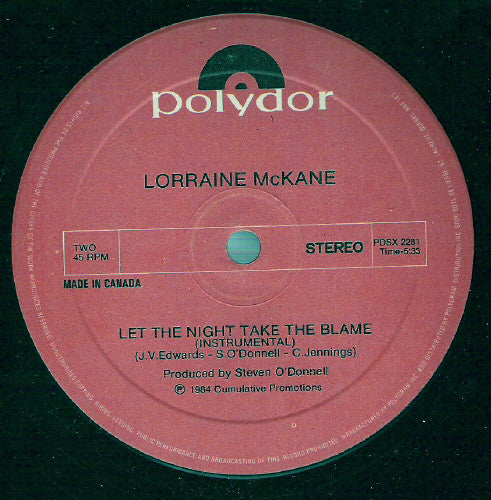 polydor
LORRAINE McKANE
TWO
45 RPM
STEREO
PDSX 2281
Time-5:33
MADE IN CANADA
LET THE NIGHT TAKE THE BLAME
(INSTRUMENTAL)
(J.V.Edwards - S.O'Donnell - C.Jennings)
Produced by Steven O'Donnell
℗ 1984 Cumulative Promotions